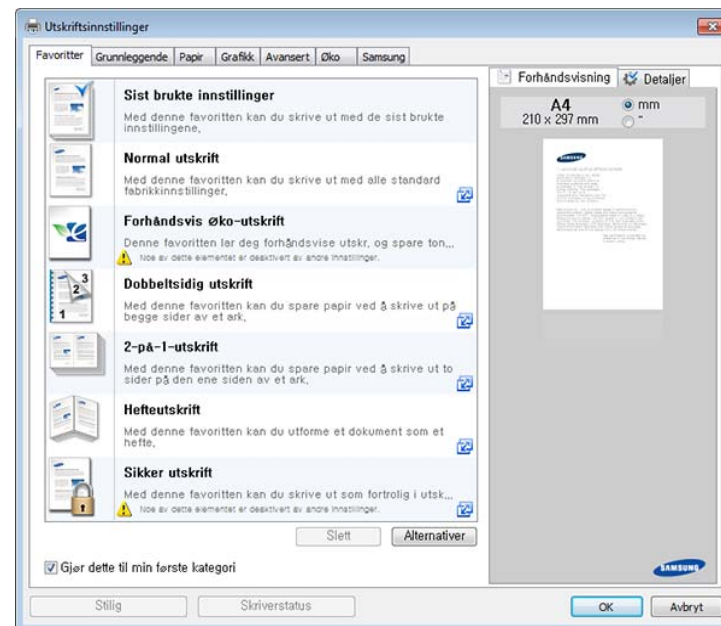 Utskriftsinnstillinger
Favoritter Grunnleggende Papir Grafikk Avansert Øko Samsung
Sist brukte innstillinger
Med denne favoritten kan du skrive ut med de sist brukte
innstillingene.
Normal utskrift
Med denne favoritten kan du skrive ut med alle standard
fabrikkinnstillinger.
Forhåndsvis øko-utskrift
Denne favoritten lar deg forhåndsvise utskr. og spare ton...
Noe av dette elementet er deaktivert av andre innstillinger.
Dobbeltsidig utskrift
Med denne favoritten kan du spare papir ved å skrive ut på
begge sider av et ark.
2-på-1-utskrift
Med denne favoritten kan du spare papir ved å skrive ut to
sider på den ene siden av et ark.
Hefteutskrift
Med denne favoritten kan du utforme et dokument som et
hefte.
Sikker utskrift
Med denne favoritten kan du skrive ut som fortrolig i utsk...
Noe av dette elementet er deaktivert av andre innstillinger.
Slett Alternativer
Gjør dette til min første kategori
Stilig Skriverstatus
Forhåndsvisning Detaljer
A4 mm
210 x 297 mm "
SAMSUNG
SAMSUNG
OK Avbryt